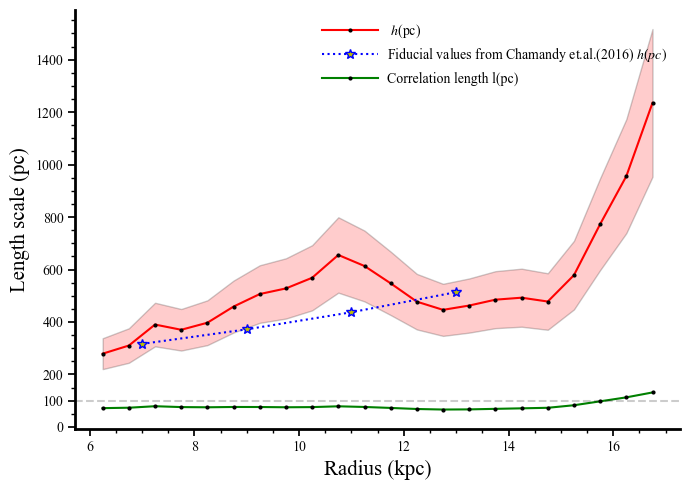 h(pc)
Fiducial values from Chamandy et.al.(2016) h(pc)
Correlation length l(pc)
Length scale (pc)
1400
1200
1000
800
600
400
200
100
0
6 8 10 12 14 16
Radius (kpc)